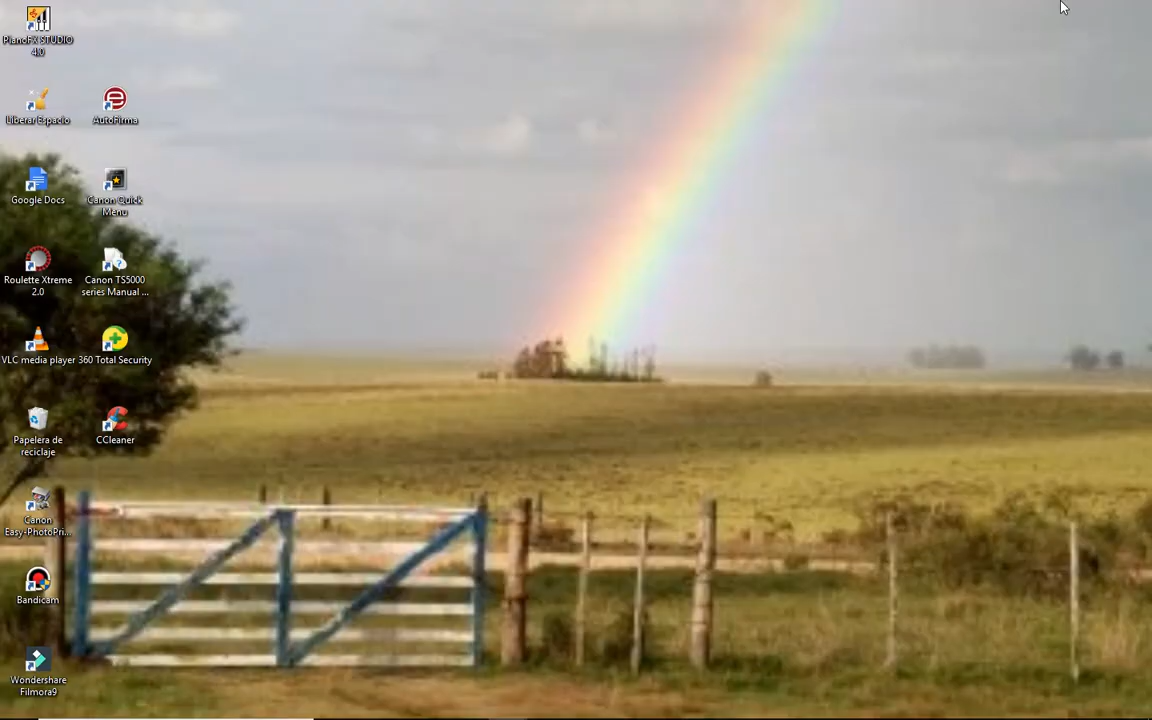 PianoFX STUDIO
4.0
Liberar Espacio
AutoFirma
Google Docs
Canon Quick
Menu
Roulette Xtreme
2.0
Canon TS5000
series Manual ...
VLC media player
360 Total Security
Papelera de
reciclaje
CCleaner
Canon
Easy-PhotoPri...
Bandicam
Wondershare
Filmora9